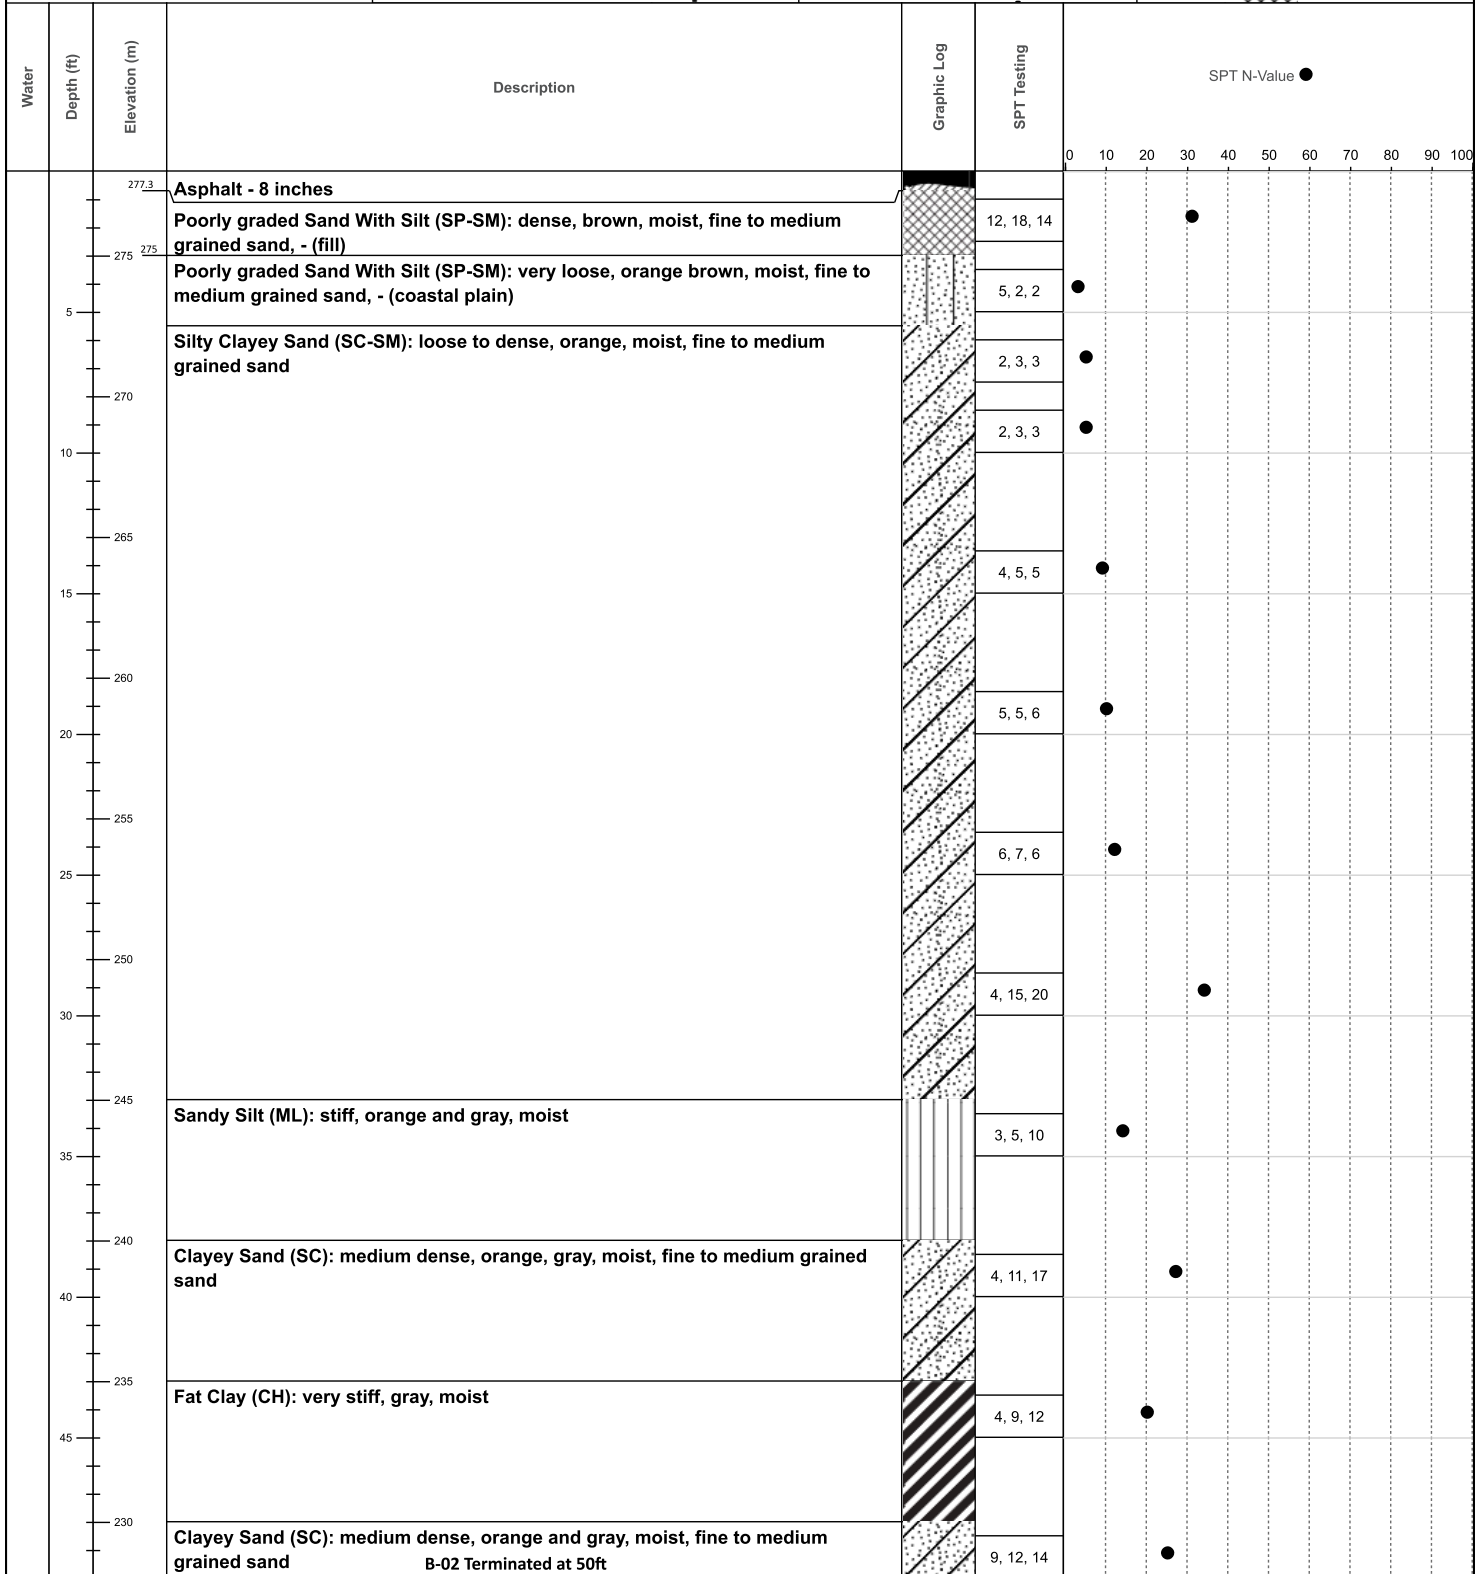 Water
Depth (ft)
Elevation (m)
Description
Graphic Log
SPT Testing
SPT N-Value
0 10 20 30 40 50 60 70 80 90 100
277.3
Asphalt - 8 inches
Poorly graded Sand With Silt (SP-SM): dense, brown, moist, fine to medium
grained sand, - (fill)
12, 18, 14
275
275
Poorly graded Sand With Silt (SP-SM): very loose, orange brown, moist, fine to
medium grained sand, - (coastal plain)
5, 2, 2
5
Silty Clayey Sand (SC-SM): loose to dense, orange, moist, fine to medium
grained sand
2, 3, 3
270
2, 3, 3
10
265
4, 5, 5
15
260
5, 5, 6
20
255
6, 7, 6
25
250
4, 15, 20
30
245
Sandy Silt (ML): stiff, orange and gray, moist
3, 5, 10
35
240
Clayey Sand (SC): medium dense, orange, gray, moist, fine to medium grained
sand
4, 11, 17
40
235
Fat Clay (CH): very stiff, gray, moist
4, 9, 12
45
230
Clayey Sand (SC): medium dense, orange and gray, moist, fine to medium
grained sand
B-02 Terminated at 50ft
9, 12, 14